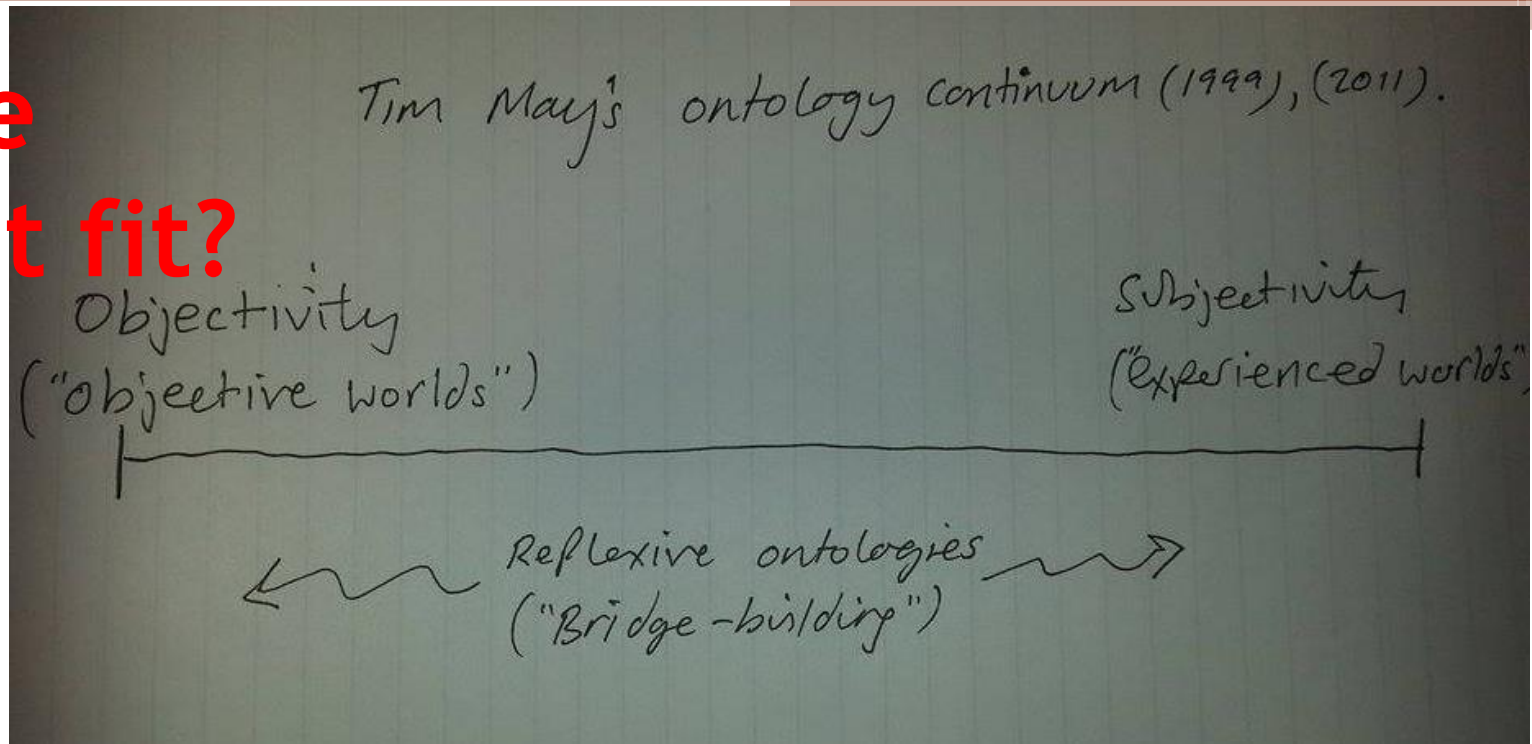 e
t fit?
Tim May's ontology continuum (1999), (2011).
Objectivity
("objective worlds")
Subjectivity
("experienced worlds"
Reflexive ontologies
("Bridge-building")